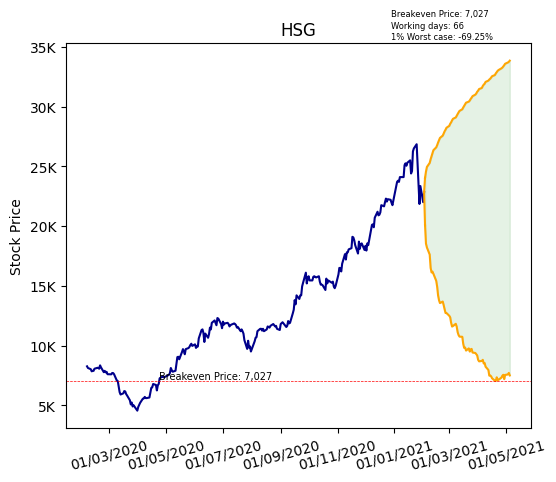 Breakeven Price: 7,027
Working days: 66
1% Worst case: -69.25%
HSG
Stock Price
35K
30K
25K
20K
15K
10K
5K
Breakeven Price: 7,027
01/03/2020
01/05/2020
01/07/2020
01/09/2020
01/11/2020
01/01/2021
01/03/2021
01/05/2021